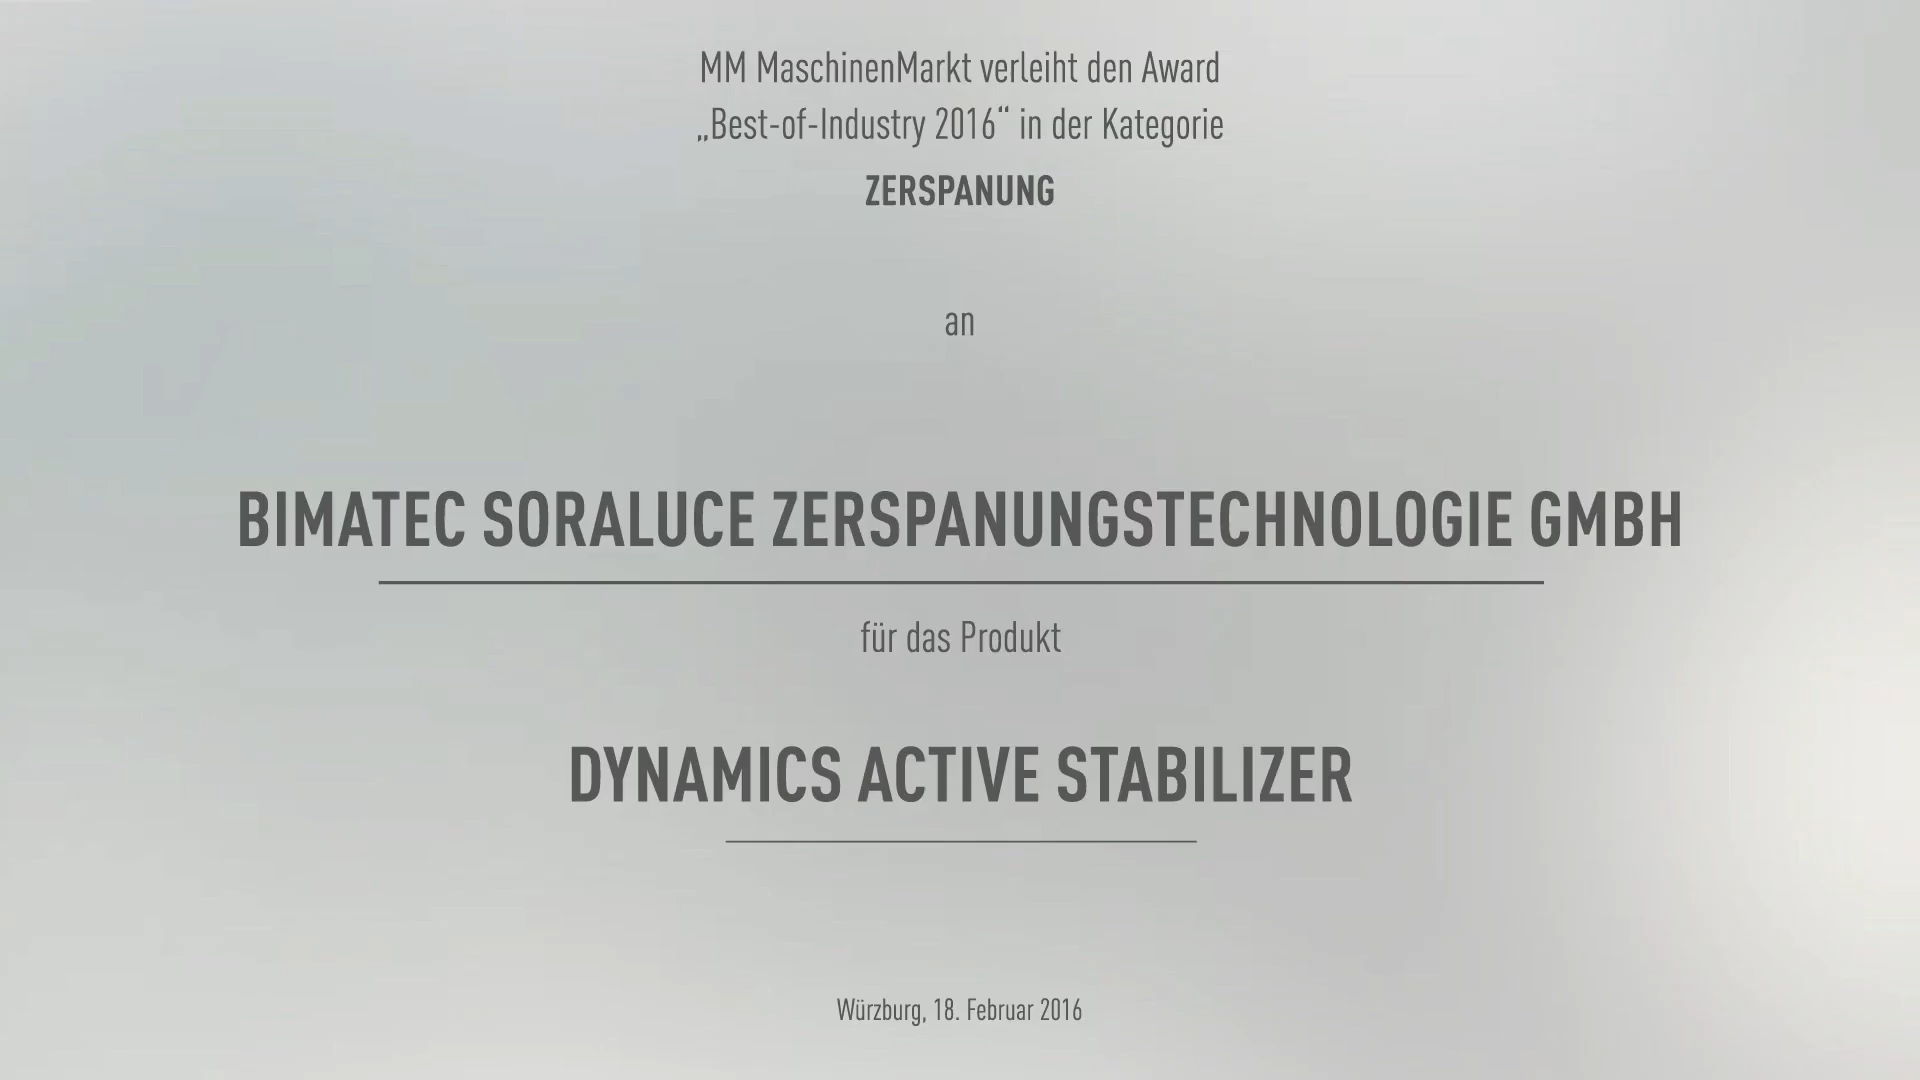 MM MaschinenMarkt verleiht den Award
„Best-of-Industry 2016“ in der Kategorie
ZERSPANUNG
an
BIMATEC SORALUCE ZERSPANUNGSTECHNOLOGIE GMBH
für das Produkt
DYNAMICS ACTIVE STABILIZER
Würzburg, 18. Februar 2016